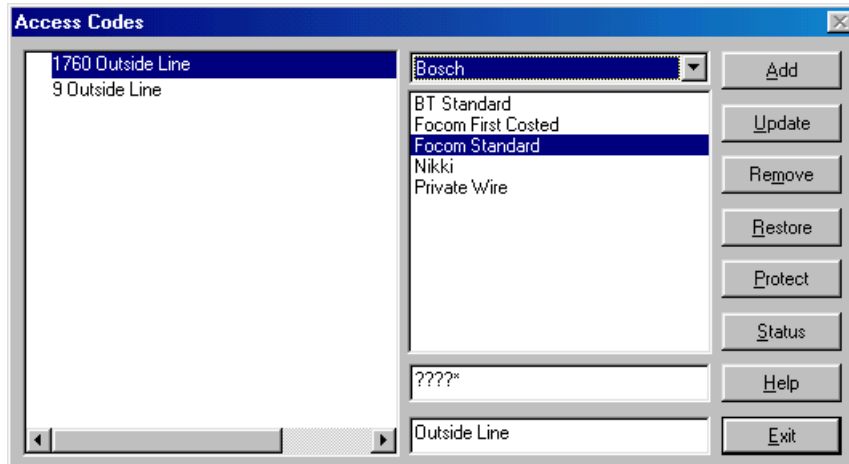 Access Codes
1760 Outside Line
9 Outside Line
Bosch
BT Standard
Focom First Costed
Focom Standard
Nikki
Private Wire
????*
Outside Line
Add
Update
Remove
Restore
Protect
Status
Help
Exit